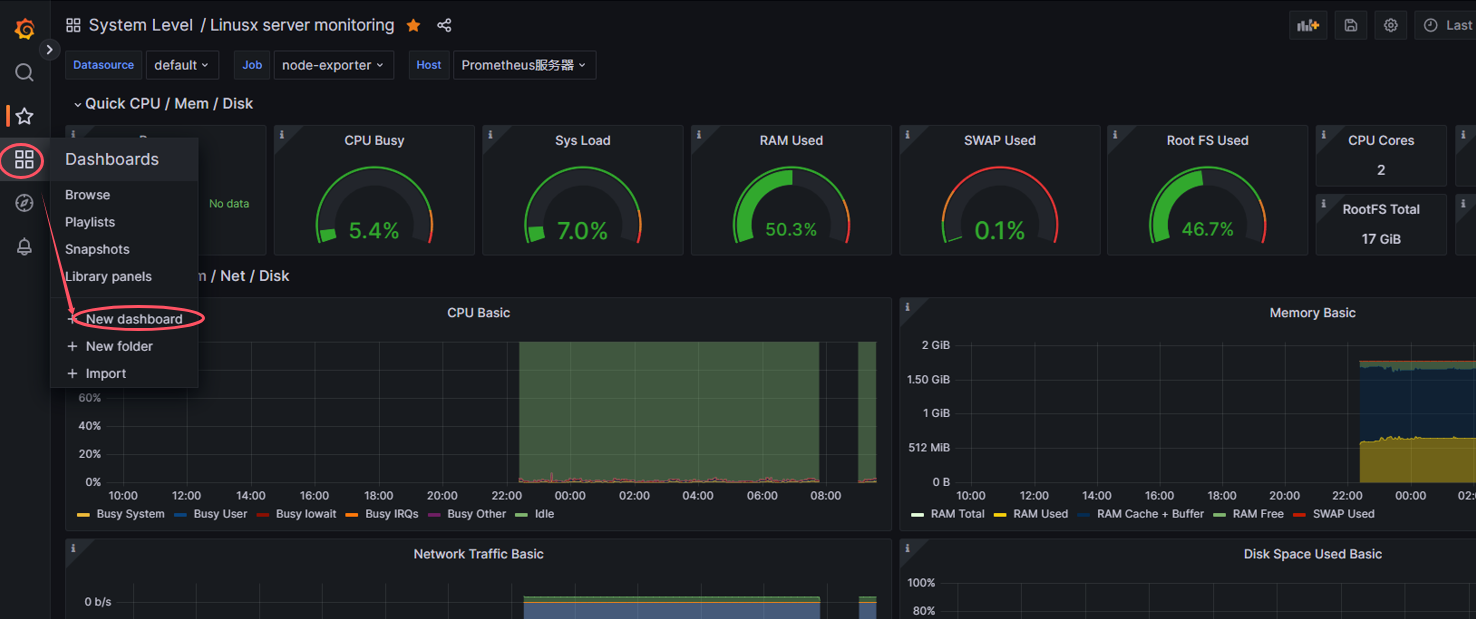 System Level / Linusx server monitoring
Last
Datasource default Job node-exporter Host Prometheus服务器
Quick CPU / Mem / Disk
CPU Busy
Sys Load
RAM Used
SWAP Used
Root FS Used
CPU Cores
2
No data
5.4%
7.0%
50.3%
0.1%
46.7%
RootFS Total
17 GiB
Dashboards
Browse
Playlists
Snapshots
Library panels
+ New dashboard
+ New folder
+ Import
/ Net / Disk
CPU Basic
60%
40%
20%
0%
10:00 12:00 14:00 16:00 18:00 20:00 22:00 00:00 02:00 04:00 06:00 08:00
Busy System Busy User Busy Iowait Busy IRQs Busy Other Idle
Memory Basic
2 GiB
1.50 GiB
1 GiB
512 MiB
0 B
10:00 12:00 14:00 16:00 18:00 20:00 22:00 00:00
RAM Total RAM Used RAM Cache + Buffer RAM Free SWAP Used
Network Traffic Basic
0 b/s
Disk Space Used Basic
100%
80%